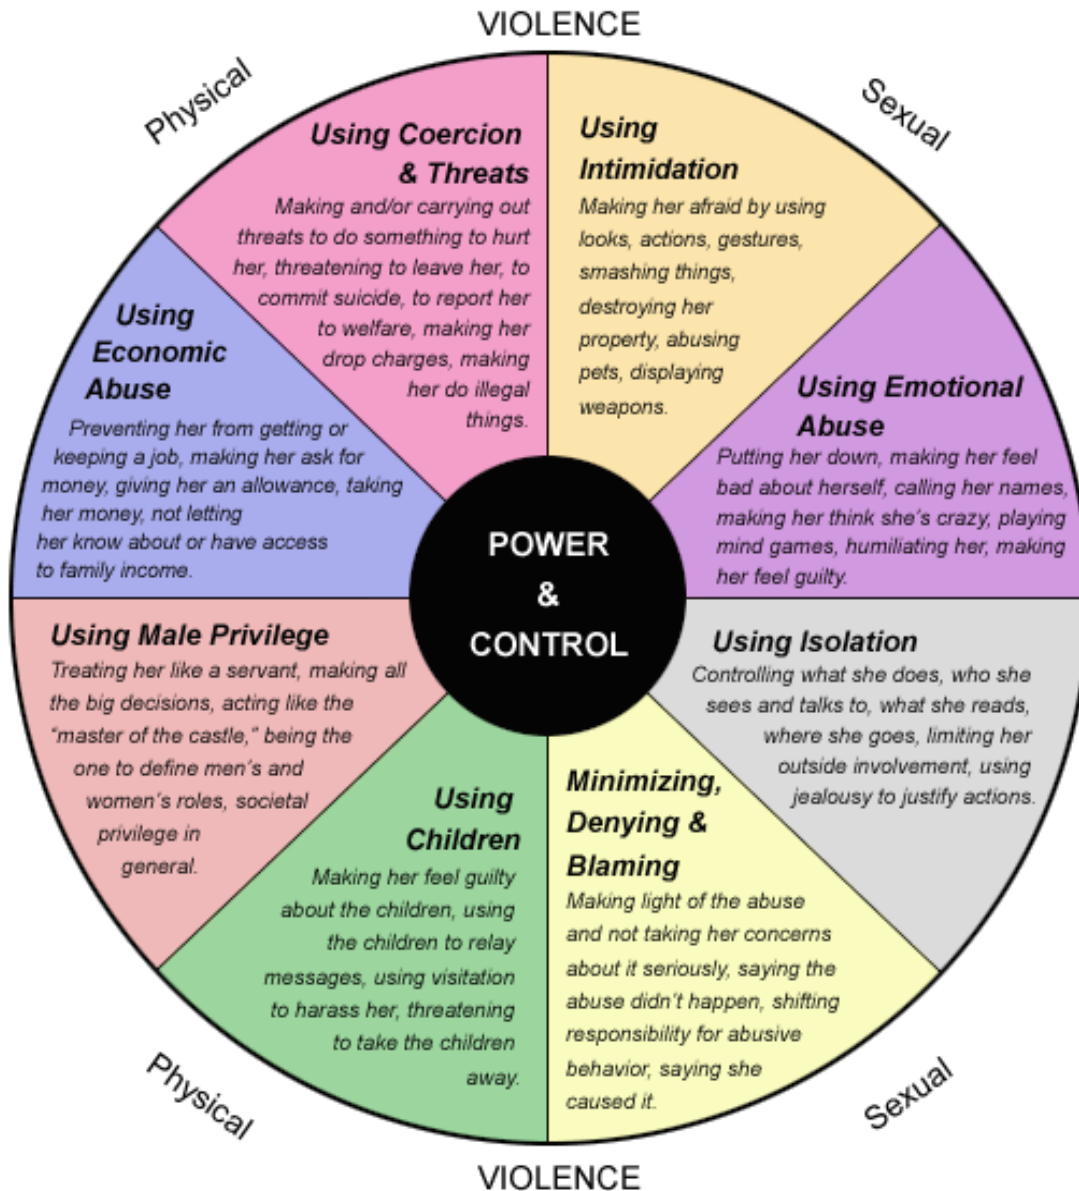 VIOLENCE
Physical
Sexual
Using Coercion
& Threats
Making and/or carrying out
threats to do something to hurt
her, threatening to leave her, to
commit suicide, to report her
to welfare, making her
drop charges, making
her do illegal
things.
Using
Intimidation
Making her afraid by using
looks, actions, gestures,
smashing things,
destroying her
property, abusing
pets, displaying
weapons.
Using
Economic
Abuse
Preventing her from getting or
keeping a job, making her ask for
money, giving her an allowance, taking
her money, not letting
her know about or have access
to family income.
Using Emotional
Abuse
Putting her down, making her feel
bad about herself, calling her names,
making her think she's crazy, playing
mind games, humiliating her, making
her feel guilty.
POWER
&
CONTROL
Using Male Privilege
Treating her like a servant, making all
the big decisions, acting like the
"master of the castle," being the
one to define men's and
women's roles, societal
privilege in
general.
Using Isolation
Controlling what she does, who she
sees and talks to, what she reads,
where she goes, limiting her
outside involvement, using
jealousy to justify actions.
Using
Children
Making her feel guilty
about the children, using
the children to relay
messages, using visitation
to harass her, threatening
to take the children
away.
Minimizing,
Denying &
Blaming
Making light of the abuse
and not taking her concerns
about it seriously, saying the
abuse didn't happen, shifting
responsibility for abusive
behavior, saying she
caused it.
Physical
Sexual
VIOLENCE